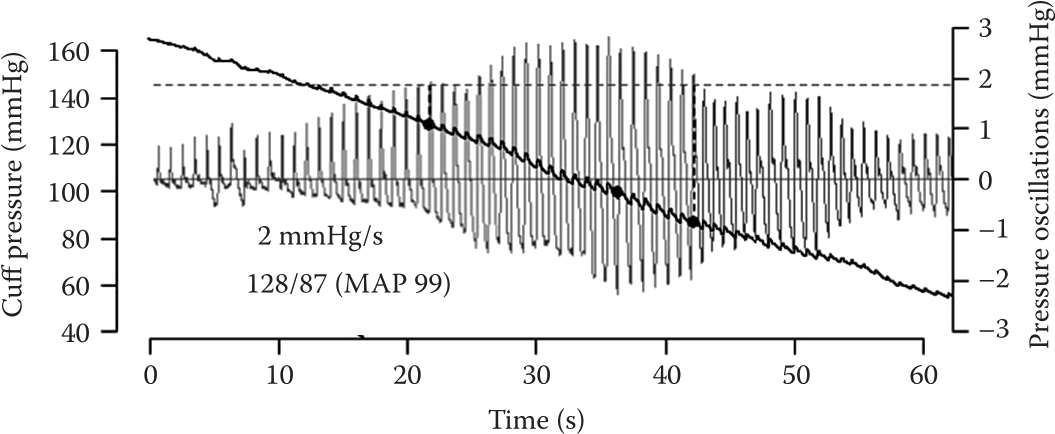 Cuff pressure (mmHg)
160
140
120
100
80
60
40
2 mmHg/s
128/87 (MAP 99)
3
2
1
0
−1
−2
−3
Pressure oscillations (mmHg)
0 10 20 30 40 50 60
Time (s)